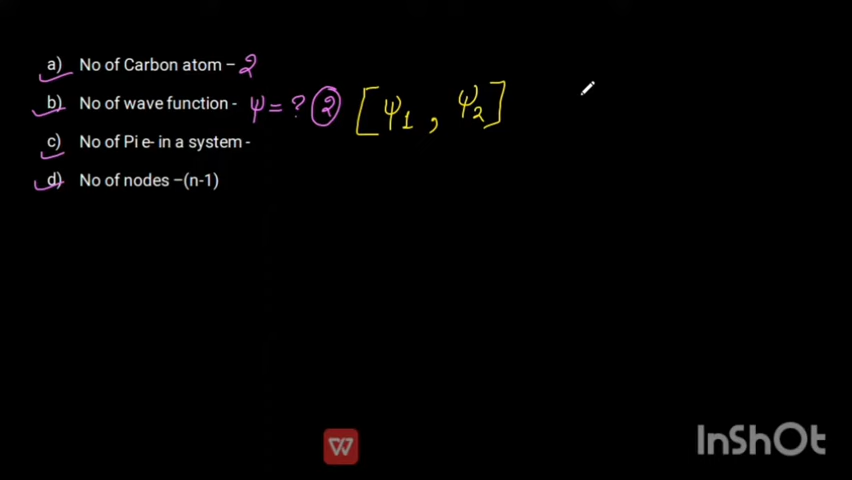 a) No of Carbon atom – 2
b) No of wave function - ψ = ? 2 [ψ1, ψ2]
c) No of Pi e- in a system -
d) No of nodes –(n-1)
W
InShOt